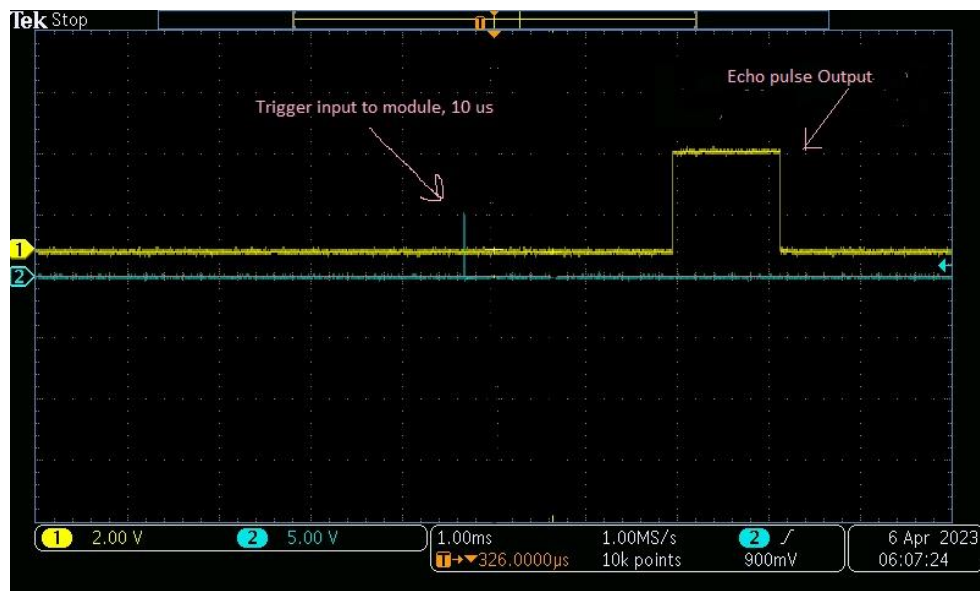 Tek Stop
T
Echo pulse Output
Trigger input to module, 10 us
1
2
1 2.00 V 2 5.00 V
1.00ms 1.00MS/s 2
T→▼326.0000µs 10k points 900mV
6 Apr 2023
06:07:24